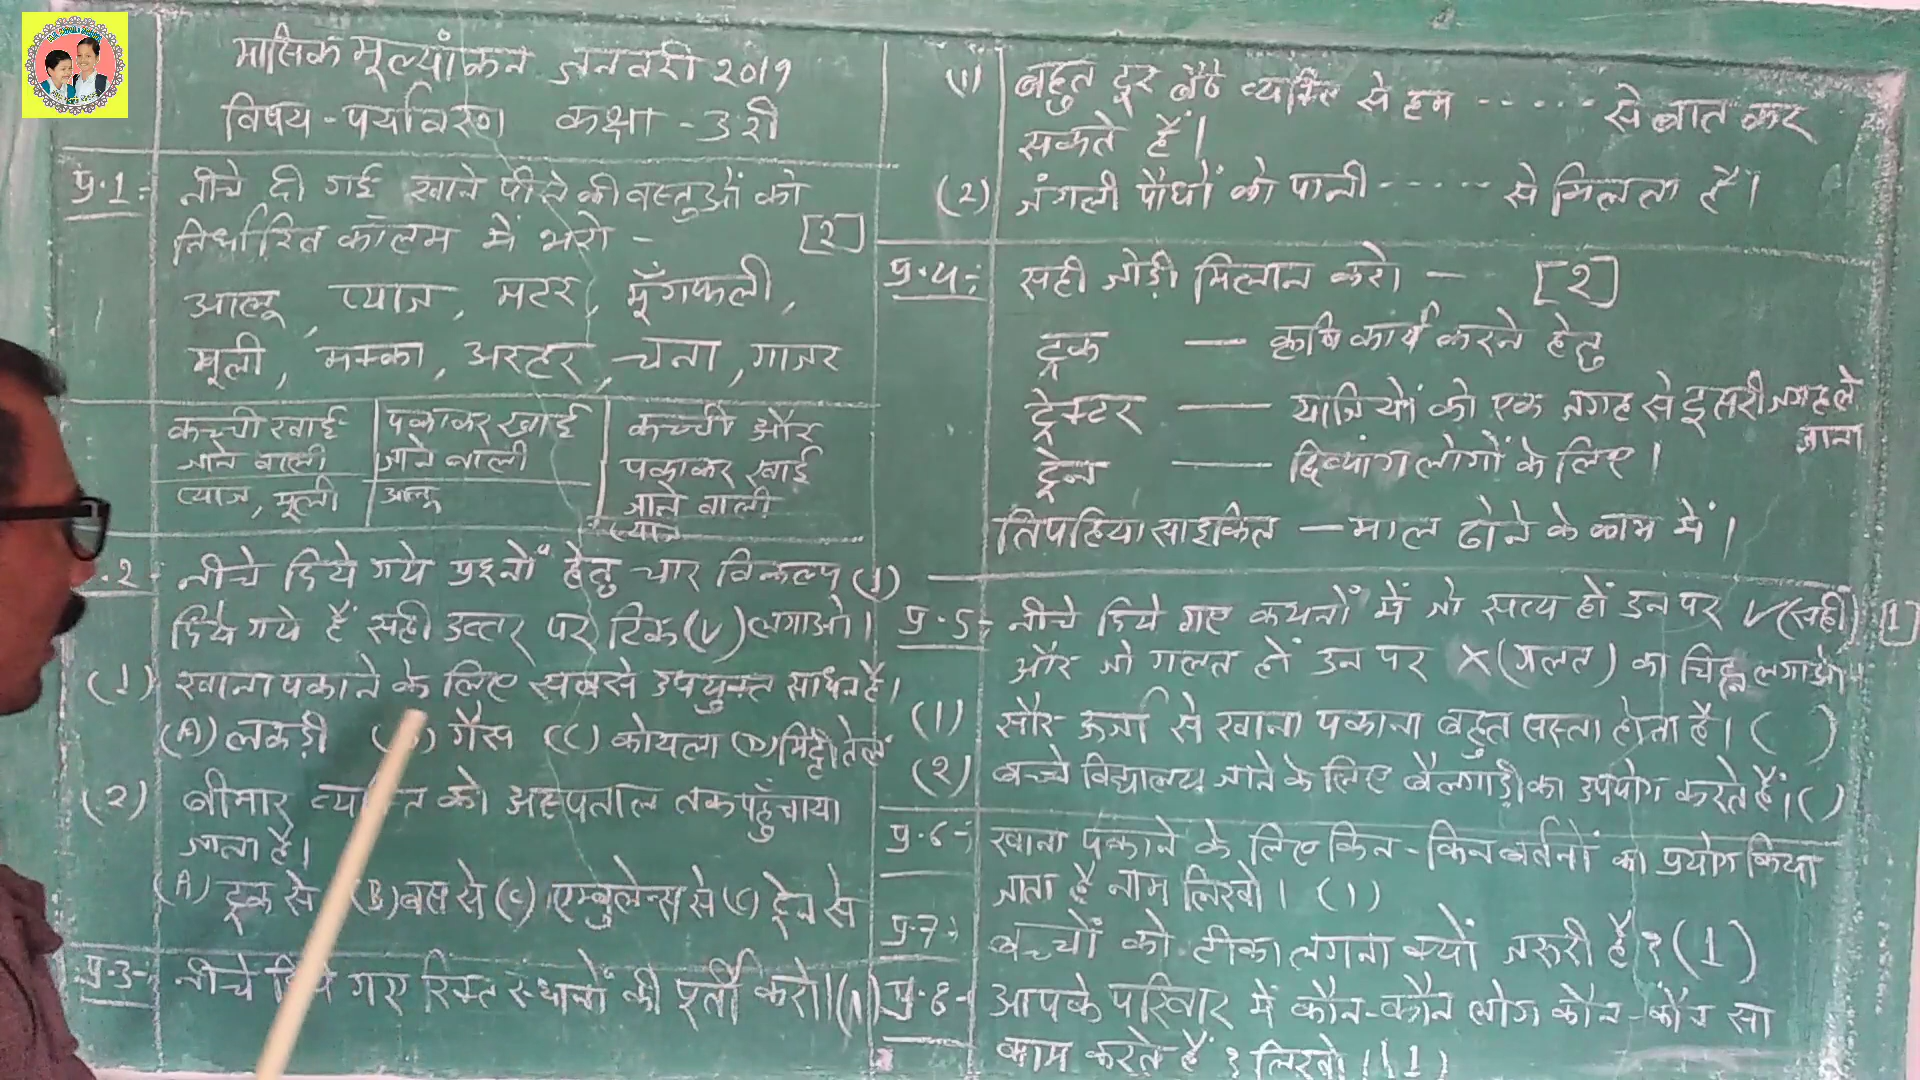 मासिक मूल्यांकन जनवरी 2019
विषय - पर्यावरण कक्षा - 3 री
प्र.1- नीचे दी गई खाने पीने की वस्तुओं को
निर्धारित कॉलम में भरो - [2]
आलू, प्याज, मटर, मूँगफली,
मूली, मक्का, अरहर, चना, गाजर
कच्ची खाई जाने वाली
पकाकर खाई जाने वाली
कच्ची और पकाकर खाई जाने वाली
प्याज, मूली
आलू
प्याज
.2- नीचे दिये गये प्रश्नों हेतु चार विकल्प (1)
दिये गये हैं सही उत्तर पर टिक (√) लगाओ।
(1) खाना पकाने के लिए सबसे उपयुक्त साधन है।
(A) लकड़ी गैस (C) कोयला (D) मिट्टी तेल
(2) बीमार को अस्पताल तक पहुँचाया
जाता है।
(A) ट्रक से (B) बस से (C) एम्बुलेन्स से (C) ट्रेन से
प्र.3- नीचे गए रिक्त स्थानों की पूर्ती करो। (1)
(1) बहुत दूर बैठे व्यक्ति से हम ------ से बात कर
सकते हैं।
(2) जंगली पौधों को पानी ----- से मिलता है।
प्र.4- सही जोड़ी मिलान करो — [2]
ट्रक — कृषि कार्य करने हेतु
ट्रेक्टर — यात्रियों को एक जगह से दूसरी जगह ले
जाना
ट्रेन — दिव्यांग लोगों के लिए।
तिपहिया साइकिल — माल ढोने के काम में।
प्र.5- नीचे दिये गए कथनों में जो सत्य हों उन पर √(सही) [1]
और जो गलत हों उन पर ×(गलत) का चिह्न लगाओ
(1) सौर ऊर्जा से खाना पकाना बहुत सस्ता होता है। ( )
(2) बच्चे विद्यालय जाने के लिए बैलगाड़ी का उपयोग करते हैं। ( )
प्र.6- खाना पकाने के लिए किन-किन बर्तनों का प्रयोग किया
जाता है नाम लिखो। (1)
प्र.7- बच्चों को टीका लगना क्यों जरूरी है? (1)
प्र.8- आपके परिवार में कौन-कौन लोग कौन-कौन सा
काम करते हैं? लिखो। (1)